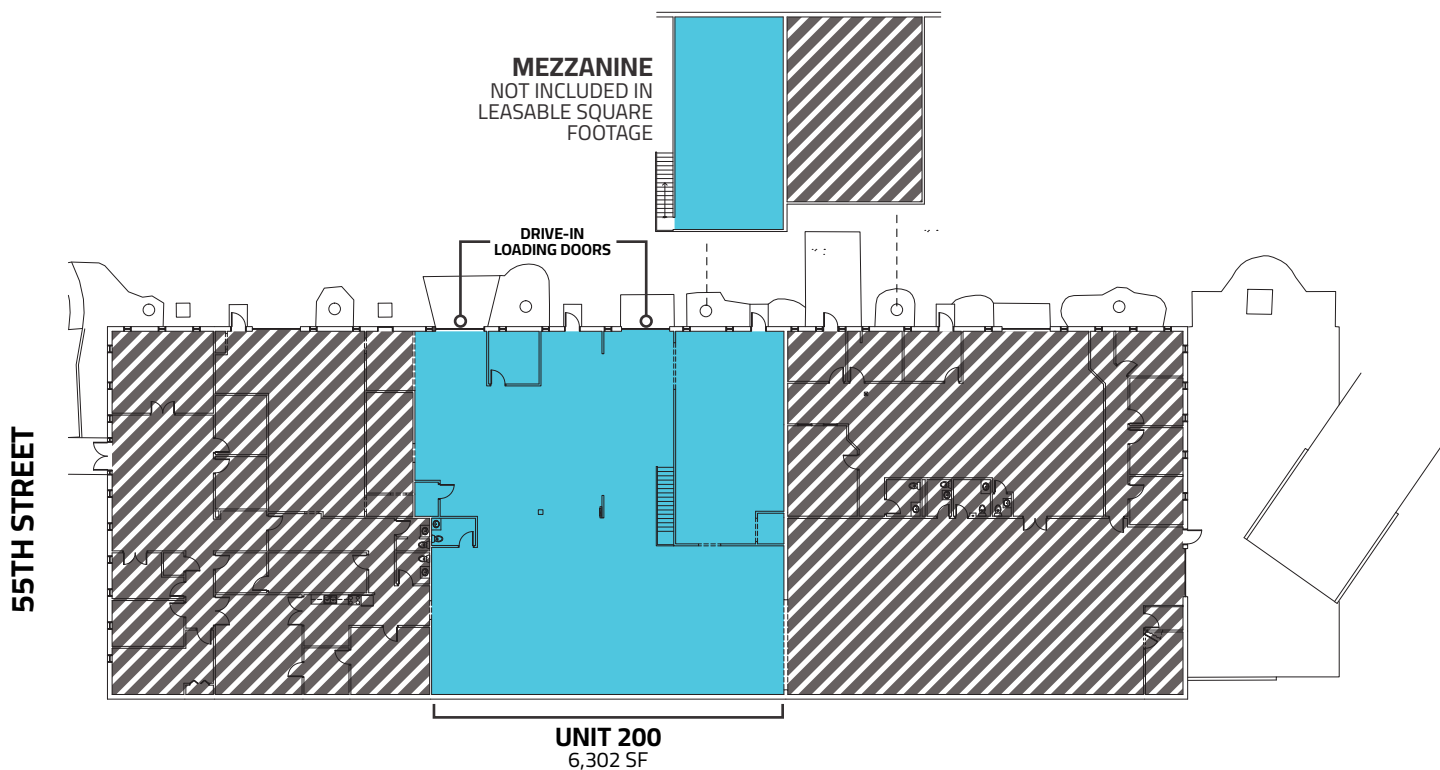 MEZZANINE
NOT INCLUDED IN
LEASABLE SQUARE
FOOTAGE
DRIVE-IN
LOADING DOORS
55TH STREET
UNIT 200
6,302 SF